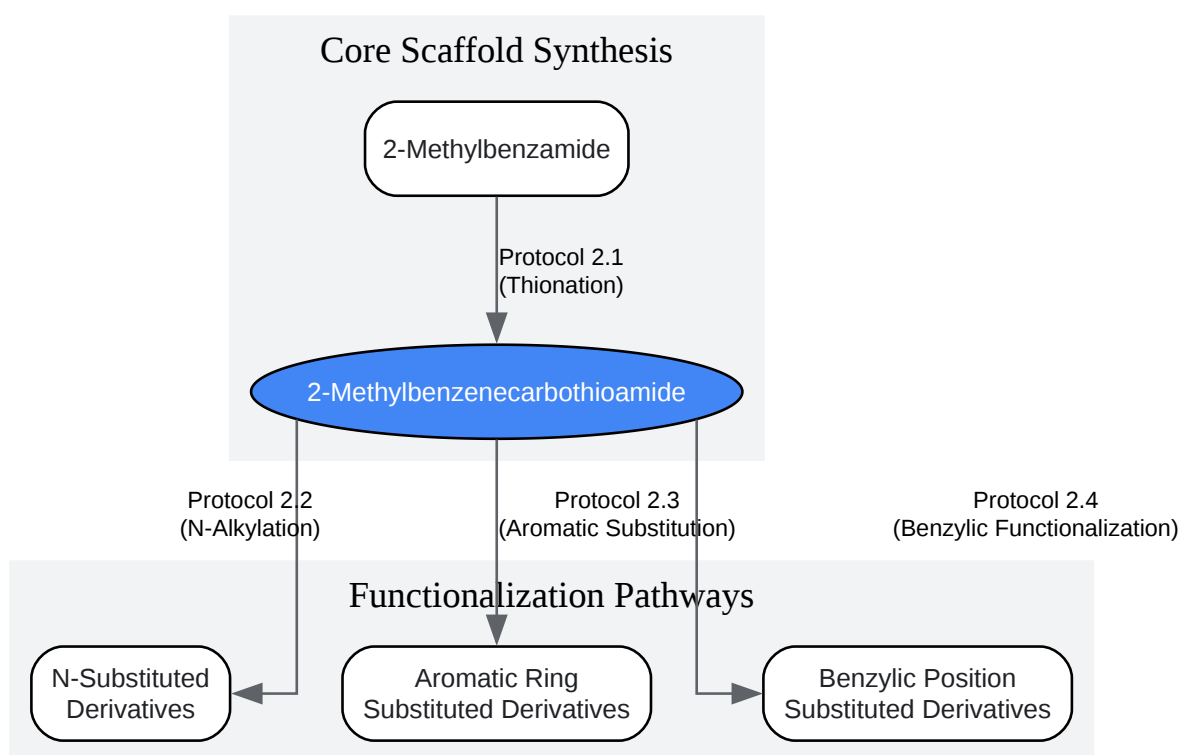 Core Scaffold Synthesis
2-Methylbenzamide
Protocol 2.1
(Thionation)
2-Methylbenzenecarbothioamide
Protocol 2.2
(N-Alkylation)
Protocol 2.3
(Aromatic Substitution)
Protocol 2.4
(Benzylic Functionalization)
Functionalization Pathways
N-Substituted
Derivatives
Aromatic Ring
Substituted Derivatives
Benzylic Position
Substituted Derivatives